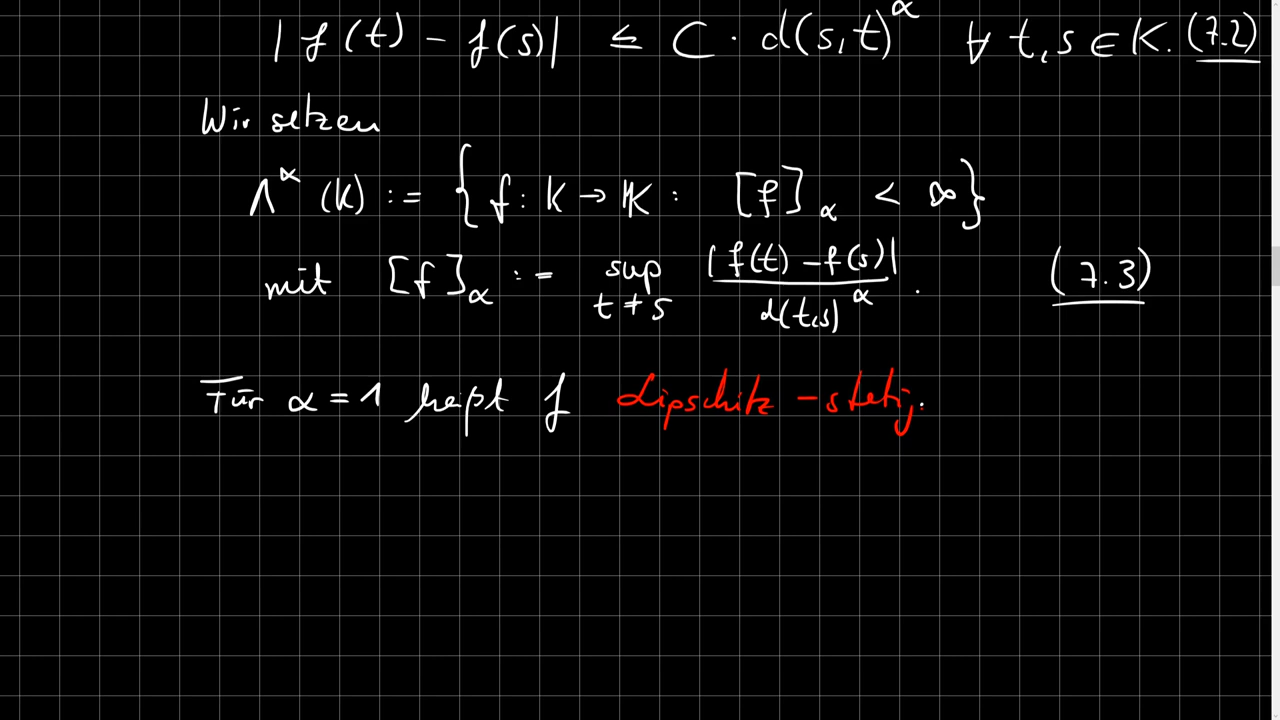 |f(t) - f(s)| ≤ C · d(s,t)^α ∀ t,s ∈ K. (7.2)
Wir setzen
Λ^α (K) := { f : K → 𝕂 : [f]_α < ∞ }
mit [f]_α := sup_{t ≠ s} |f(t) - f(s)| / d(t,s)^α . (7.3)
Für α = 1 heißt f Lipschitz-stetig.